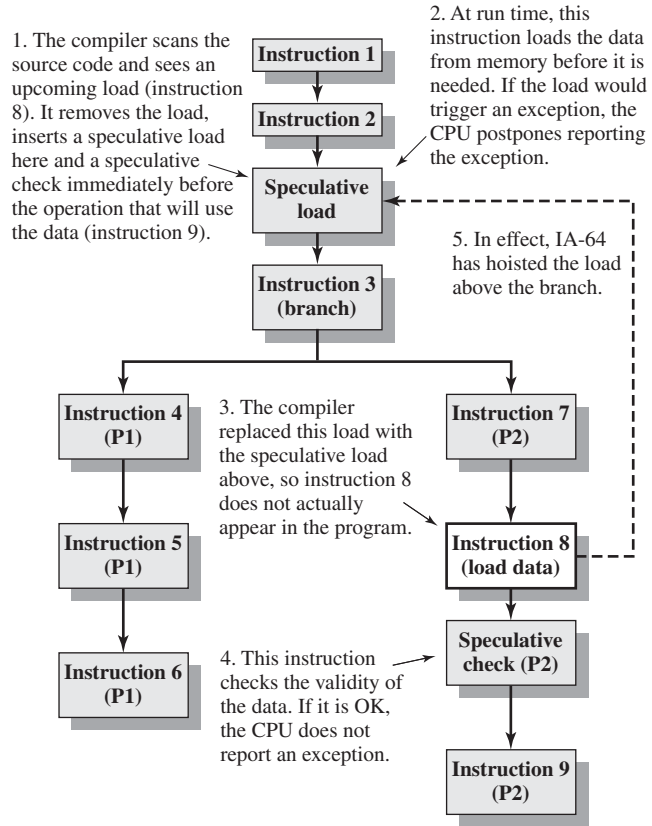 1. The compiler scans the
source code and sees an
upcoming load (instruction
8). It removes the load,
inserts a speculative load
here and a speculative
check immediately before
the operation that will use
the data (instruction 9).
Instruction 1
Instruction 2
Speculative
load
Instruction 3
(branch)
2. At run time, this
instruction loads the data
from memory before it is
needed. If the load would
trigger an exception, the
CPU postpones reporting
the exception.
5. In effect, IA-64
has hoisted the load
above the branch.
Instruction 4
(P1)
Instruction 5
(P1)
Instruction 6
(P1)
3. The compiler
replaced this load with
the speculative load
above, so instruction 8
does not actually
appear in the program.
Instruction 7
(P2)
Instruction 8
(load data)
4. This instruction
checks the validity of
the data. If it is OK,
the CPU does not
report an exception.
Speculative
check (P2)
Instruction 9
(P2)